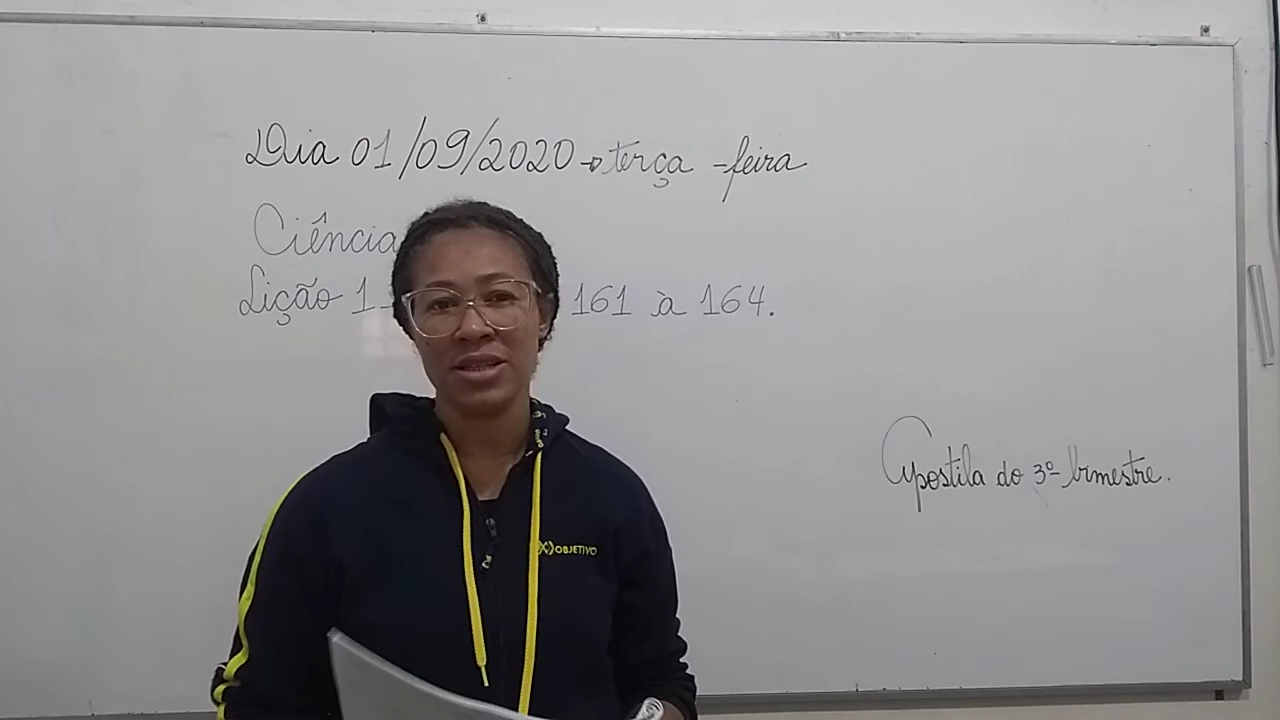 Dia 01/09/2020 → terça-feira
Ciência
Lição 1- 161 à 164.
Apostila do 3º bimestre.
OBJETIVO